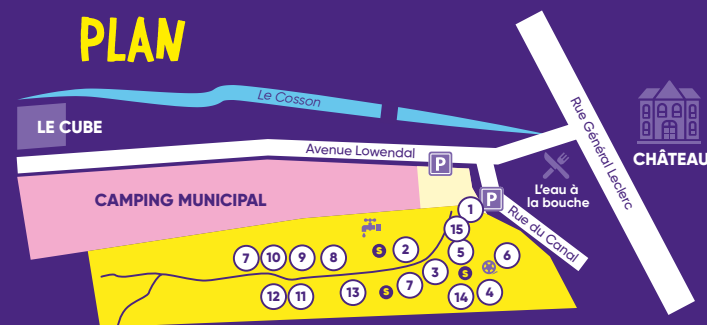 PLAN
Le Cosson
LE CUBE
Rue Général Leclerc
CHÂTEAU
Avenue Lowendal
P
L'eau à
la bouche
CAMPING MUNICIPAL
P
Rue du Canal
1
15
7 10 9 8 S 2 5 6
3 S
12 11 13 S 7 14 4